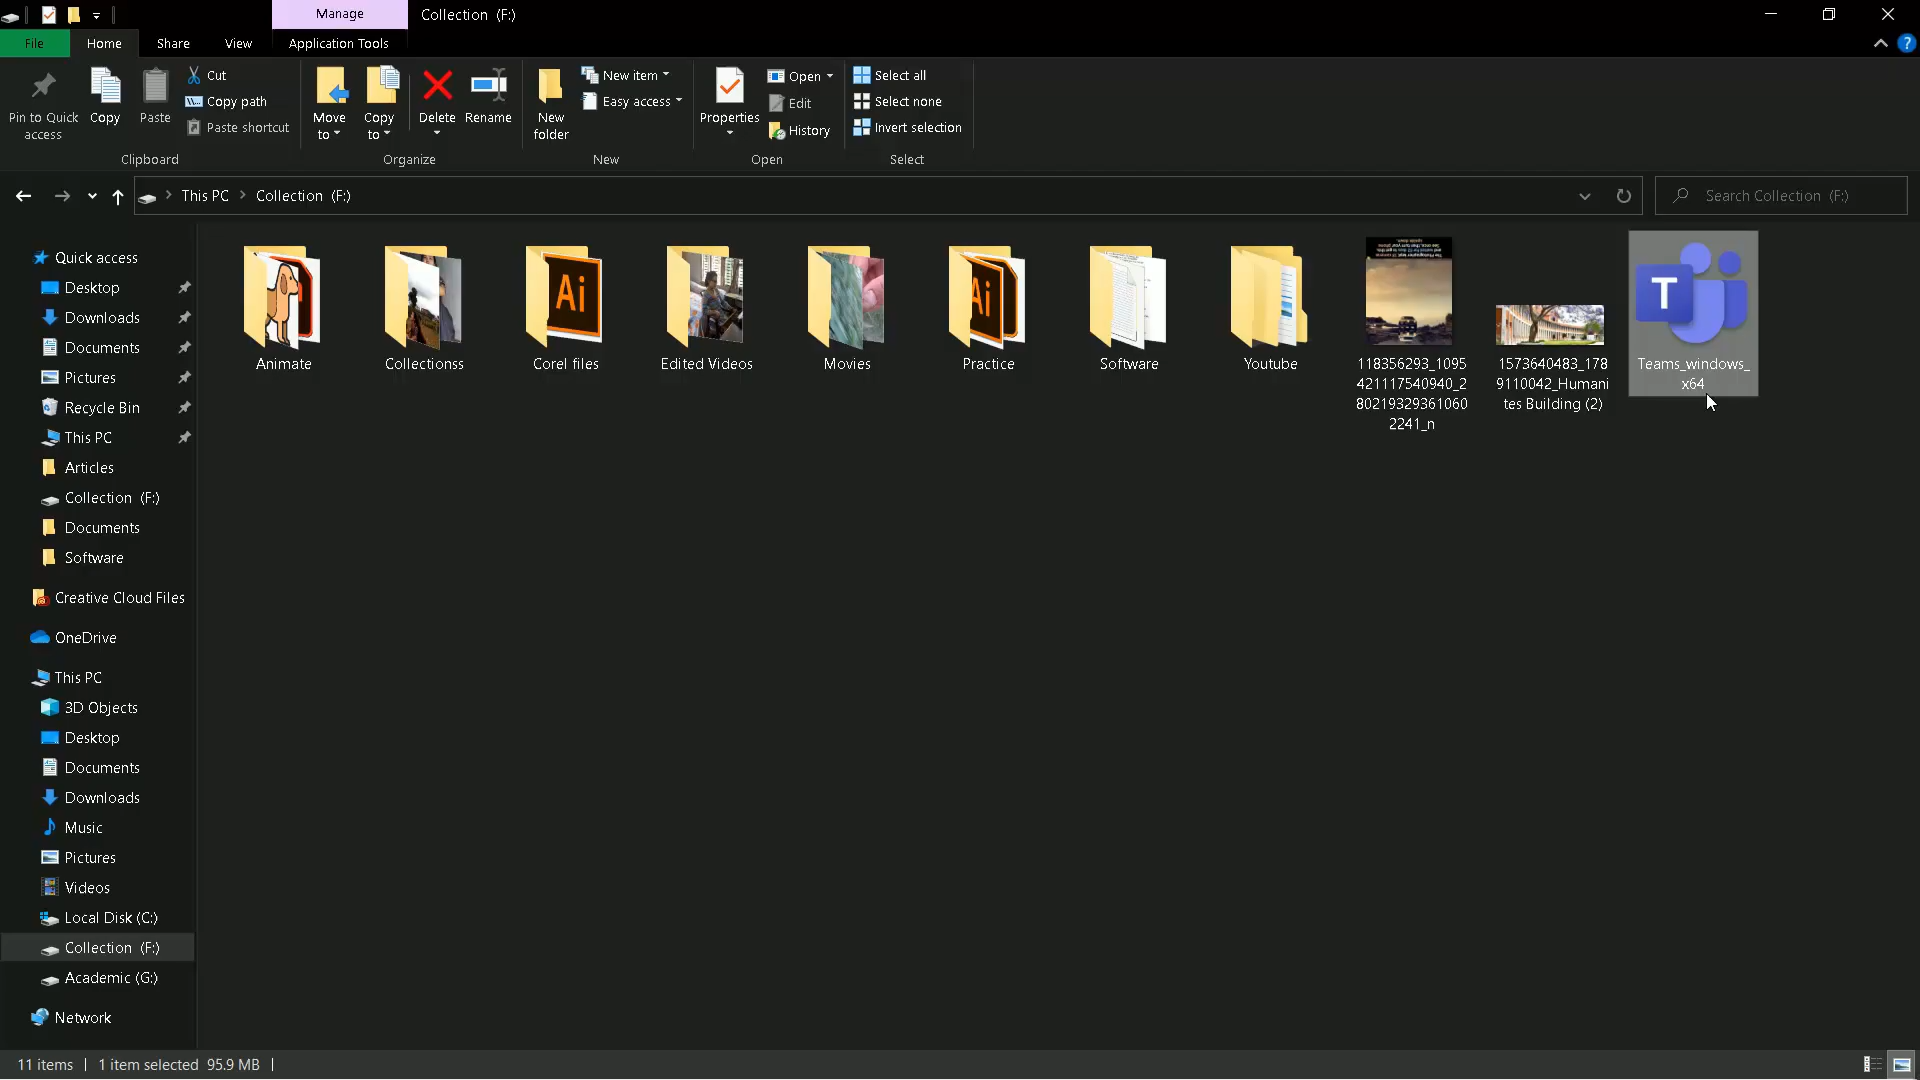 Manage
Collection (F:)
File
Home
Share
View
Application Tools
Pin to Quick
access
Copy
Paste
Cut
Copy path
Paste shortcut
Clipboard
Move
to
Copy
to
Delete
Rename
Organize
New
folder
New item
Easy access
New
Properties
Open
Edit
History
Open
Select all
Select none
Invert selection
Select
This PC
Collection (F:)
Search Collection (F:)
Quick access
Desktop
Downloads
Documents
Pictures
Recycle Bin
This PC
Articles
Collection (F:)
Documents
Software
Creative Cloud Files
OneDrive
This PC
3D Objects
Desktop
Documents
Downloads
Music
Pictures
Videos
Local Disk (C:)
Collection (F:)
Academic (G:)
Network
Animate
Collectionss
Ai
Corel files
Edited Videos
Movies
Ai
Practice
Software
Youtube
118356293_1095
421117540940_2
80219329361060
2241_n
1573640483_178
9110042_Humani
tes Building (2)
T
Teams_windows_
x64
11 items
1 item selected 95.9 MB